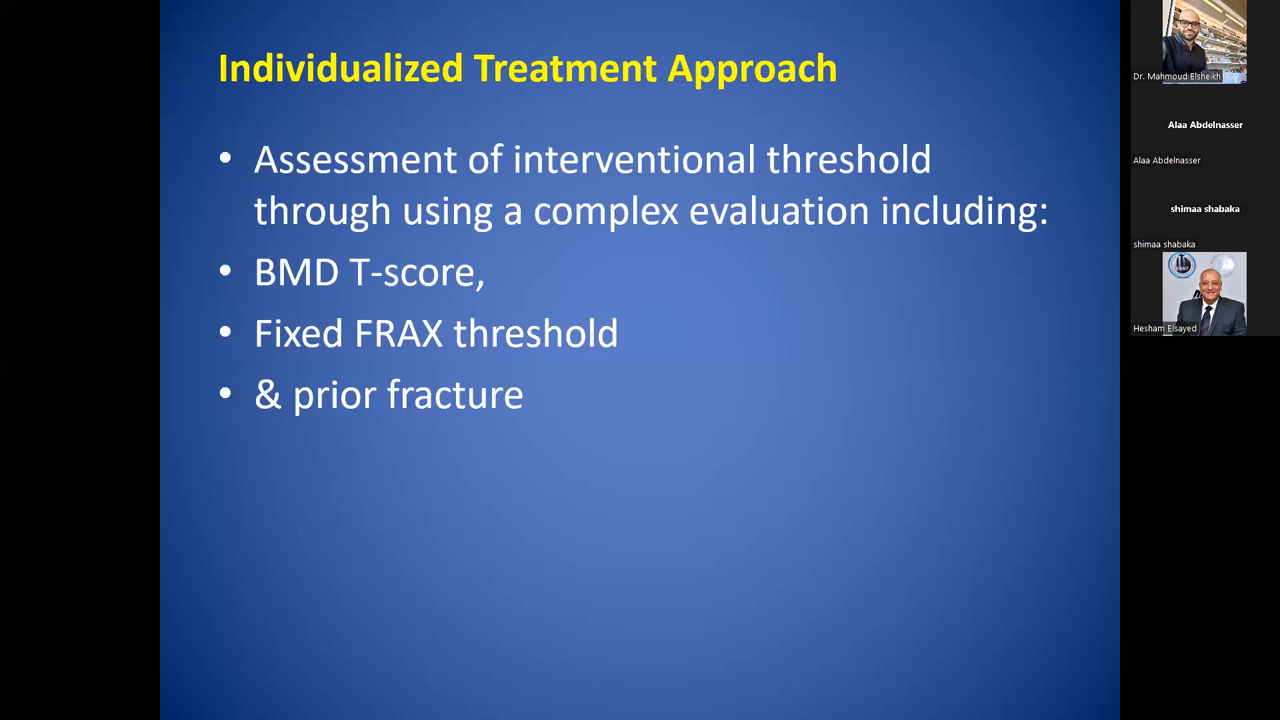 Individualized Treatment Approach
• Assessment of interventional threshold
through using a complex evaluation including:
• BMD T-score,
• Fixed FRAX threshold
• & prior fracture
Dr. Mahmoud Elsheikh
Alaa Abdelnasser
Alaa Abdelnasser
shimaa shabaka
shimaa shabaka
Hesham Elsayed